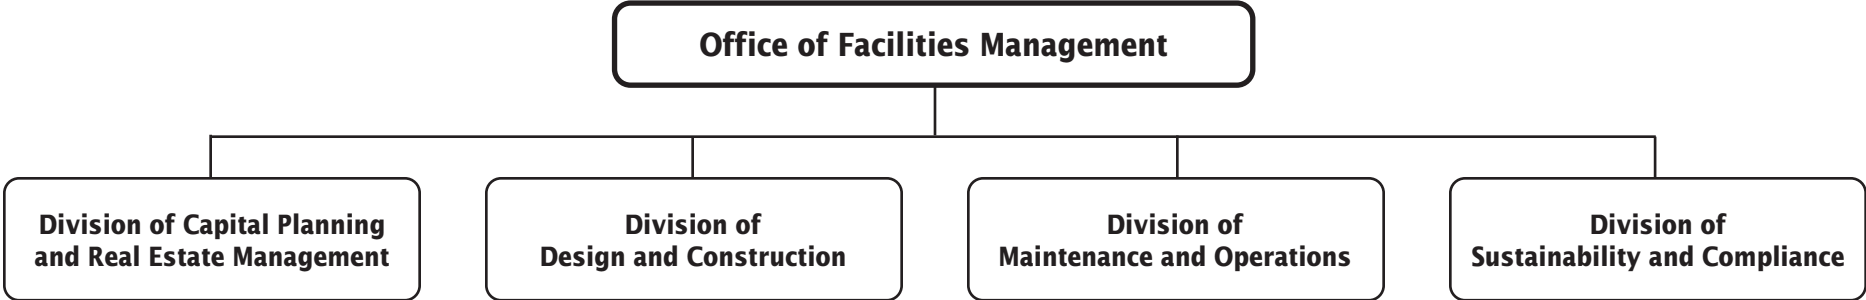 Office of Facilities Management
Division of Capital Planning
and Real Estate Management
Division of
Design and Construction
Division of
Maintenance and Operations
Division of
Sustainability and Compliance